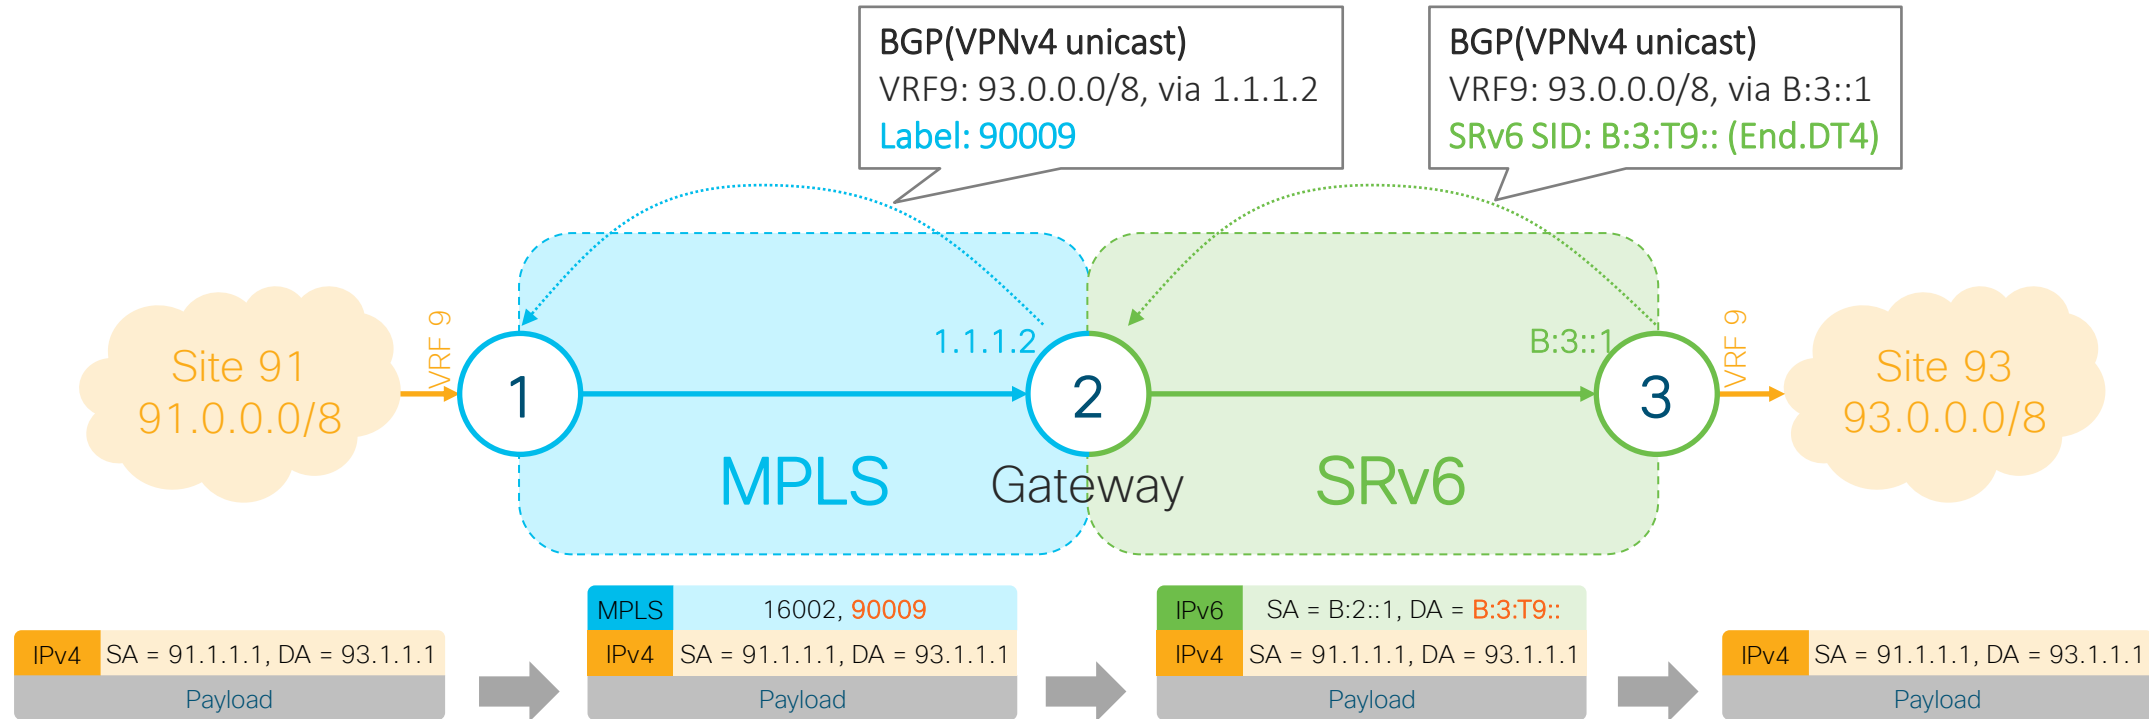 BGP(VPNv4 unicast)
VRF9: 93.0.0.0/8, via 1.1.1.2
Label: 90009
BGP(VPNv4 unicast)
VRF9: 93.0.0.0/8, via B:3::1
SRv6 SID: B:3:T9:: (End.DT4)
Site 91
91.0.0.0/8
VRF 9
1
1.1.1.2
2
B:3::1
3
VRF 9
Site 93
93.0.0.0/8
MPLS
Gateway
SRv6
IPv4 SA = 91.1.1.1, DA = 93.1.1.1
Payload
MPLS 16002, 90009
IPv4 SA = 91.1.1.1, DA = 93.1.1.1
Payload
IPv6 SA = B:2::1, DA = B:3:T9::
IPv4 SA = 91.1.1.1, DA = 93.1.1.1
Payload
IPv4 SA = 91.1.1.1, DA = 93.1.1.1
Payload